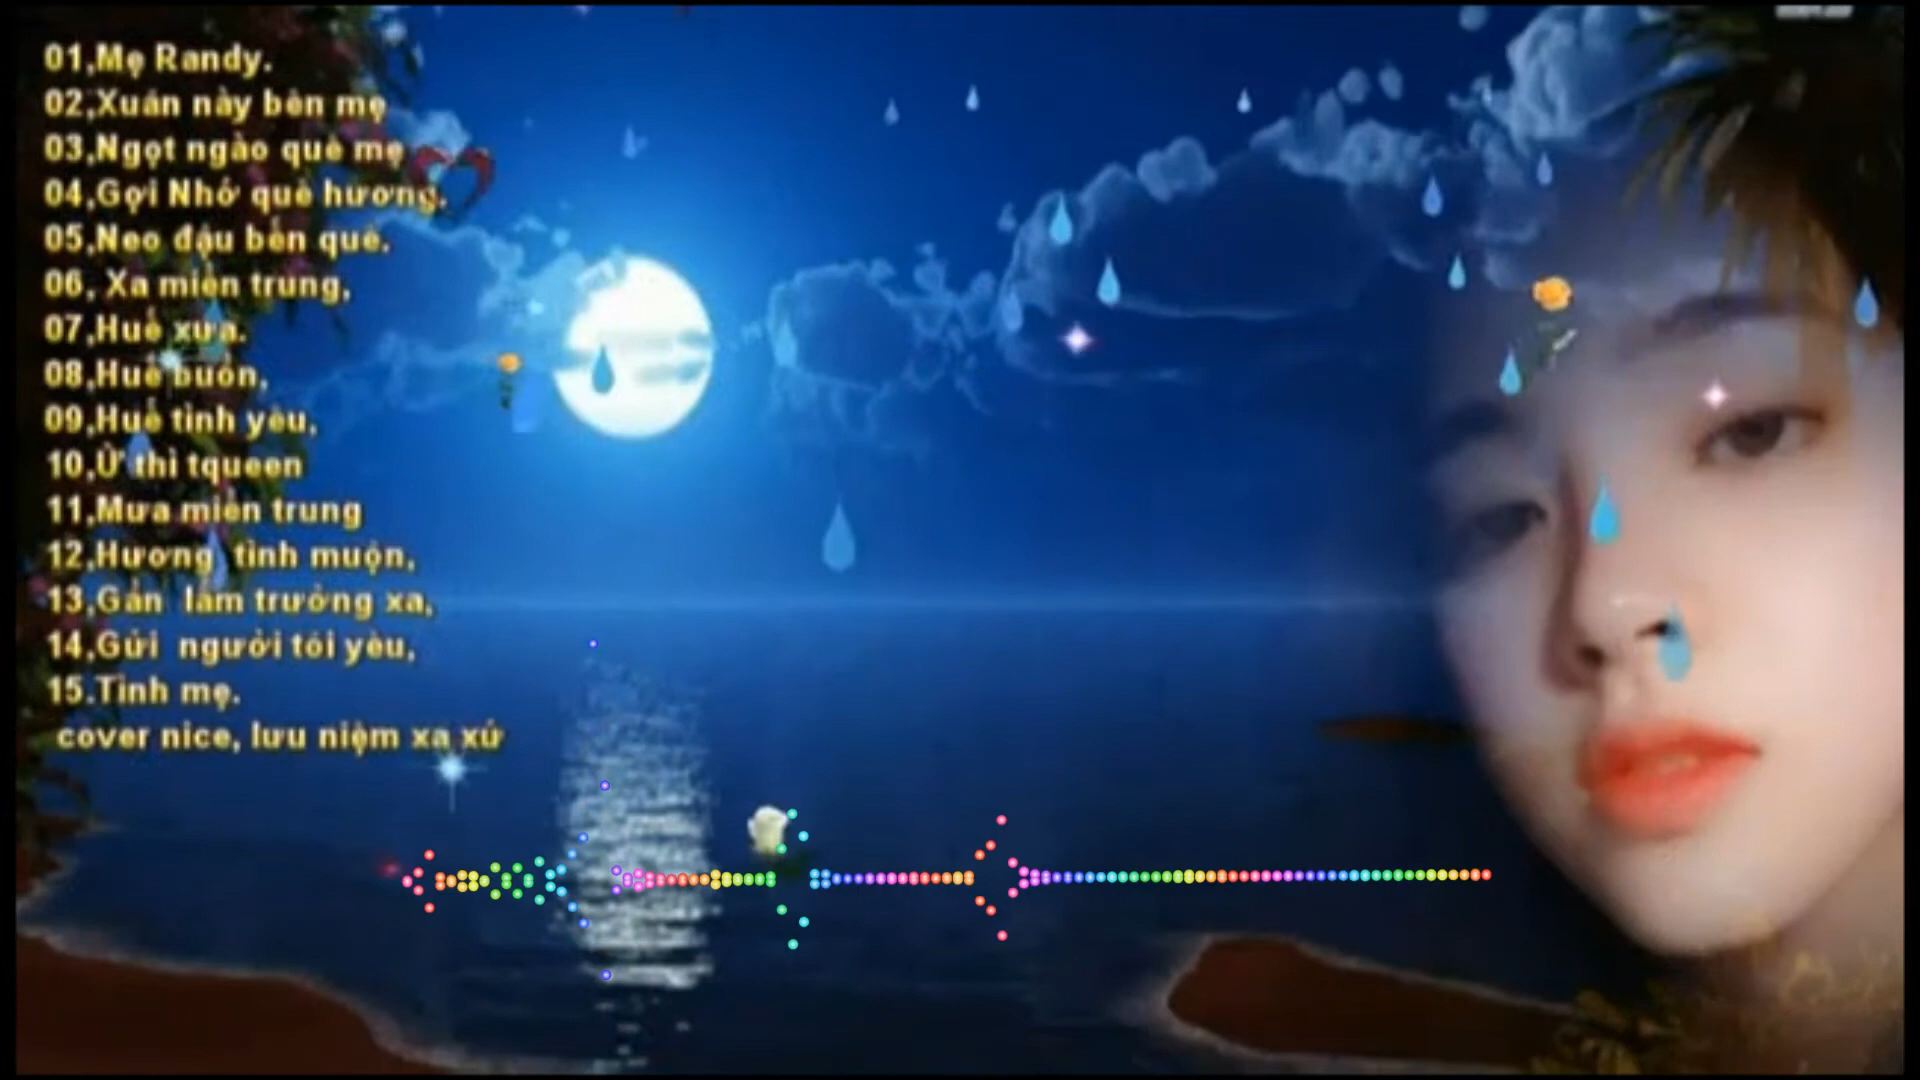 01,Mẹ Randy.
02,Xuân này bên mẹ
03,Ngọt ngào quê mẹ
04,Gợi Nhớ quê hương.
05,Neo đậu bến quê.
06, Xa miền trung,
07,Huế xưa.
08,Huế buồn,
09,Huế tình yêu,
10,Ừ thì tqueen
11,Mưa miền trung
12,Hương tình muộn,
13,Gần lắm trưởng xa,
14,Gửi người tôi yêu,
15.Tình mẹ.
cover nice, lưu niệm xa xứ